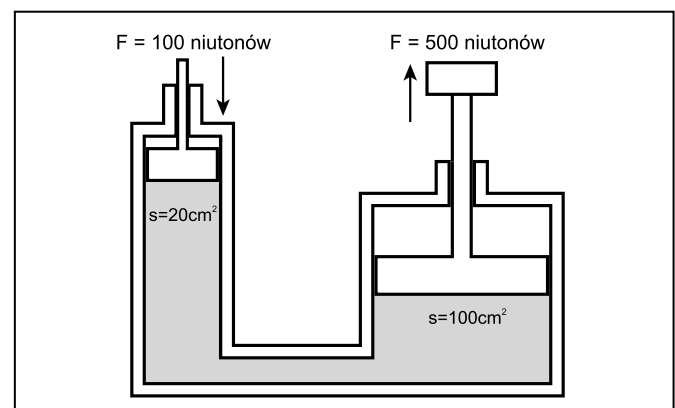 F = 100 niutonów
F = 500 niutonów
s=20cm²
s=100cm²